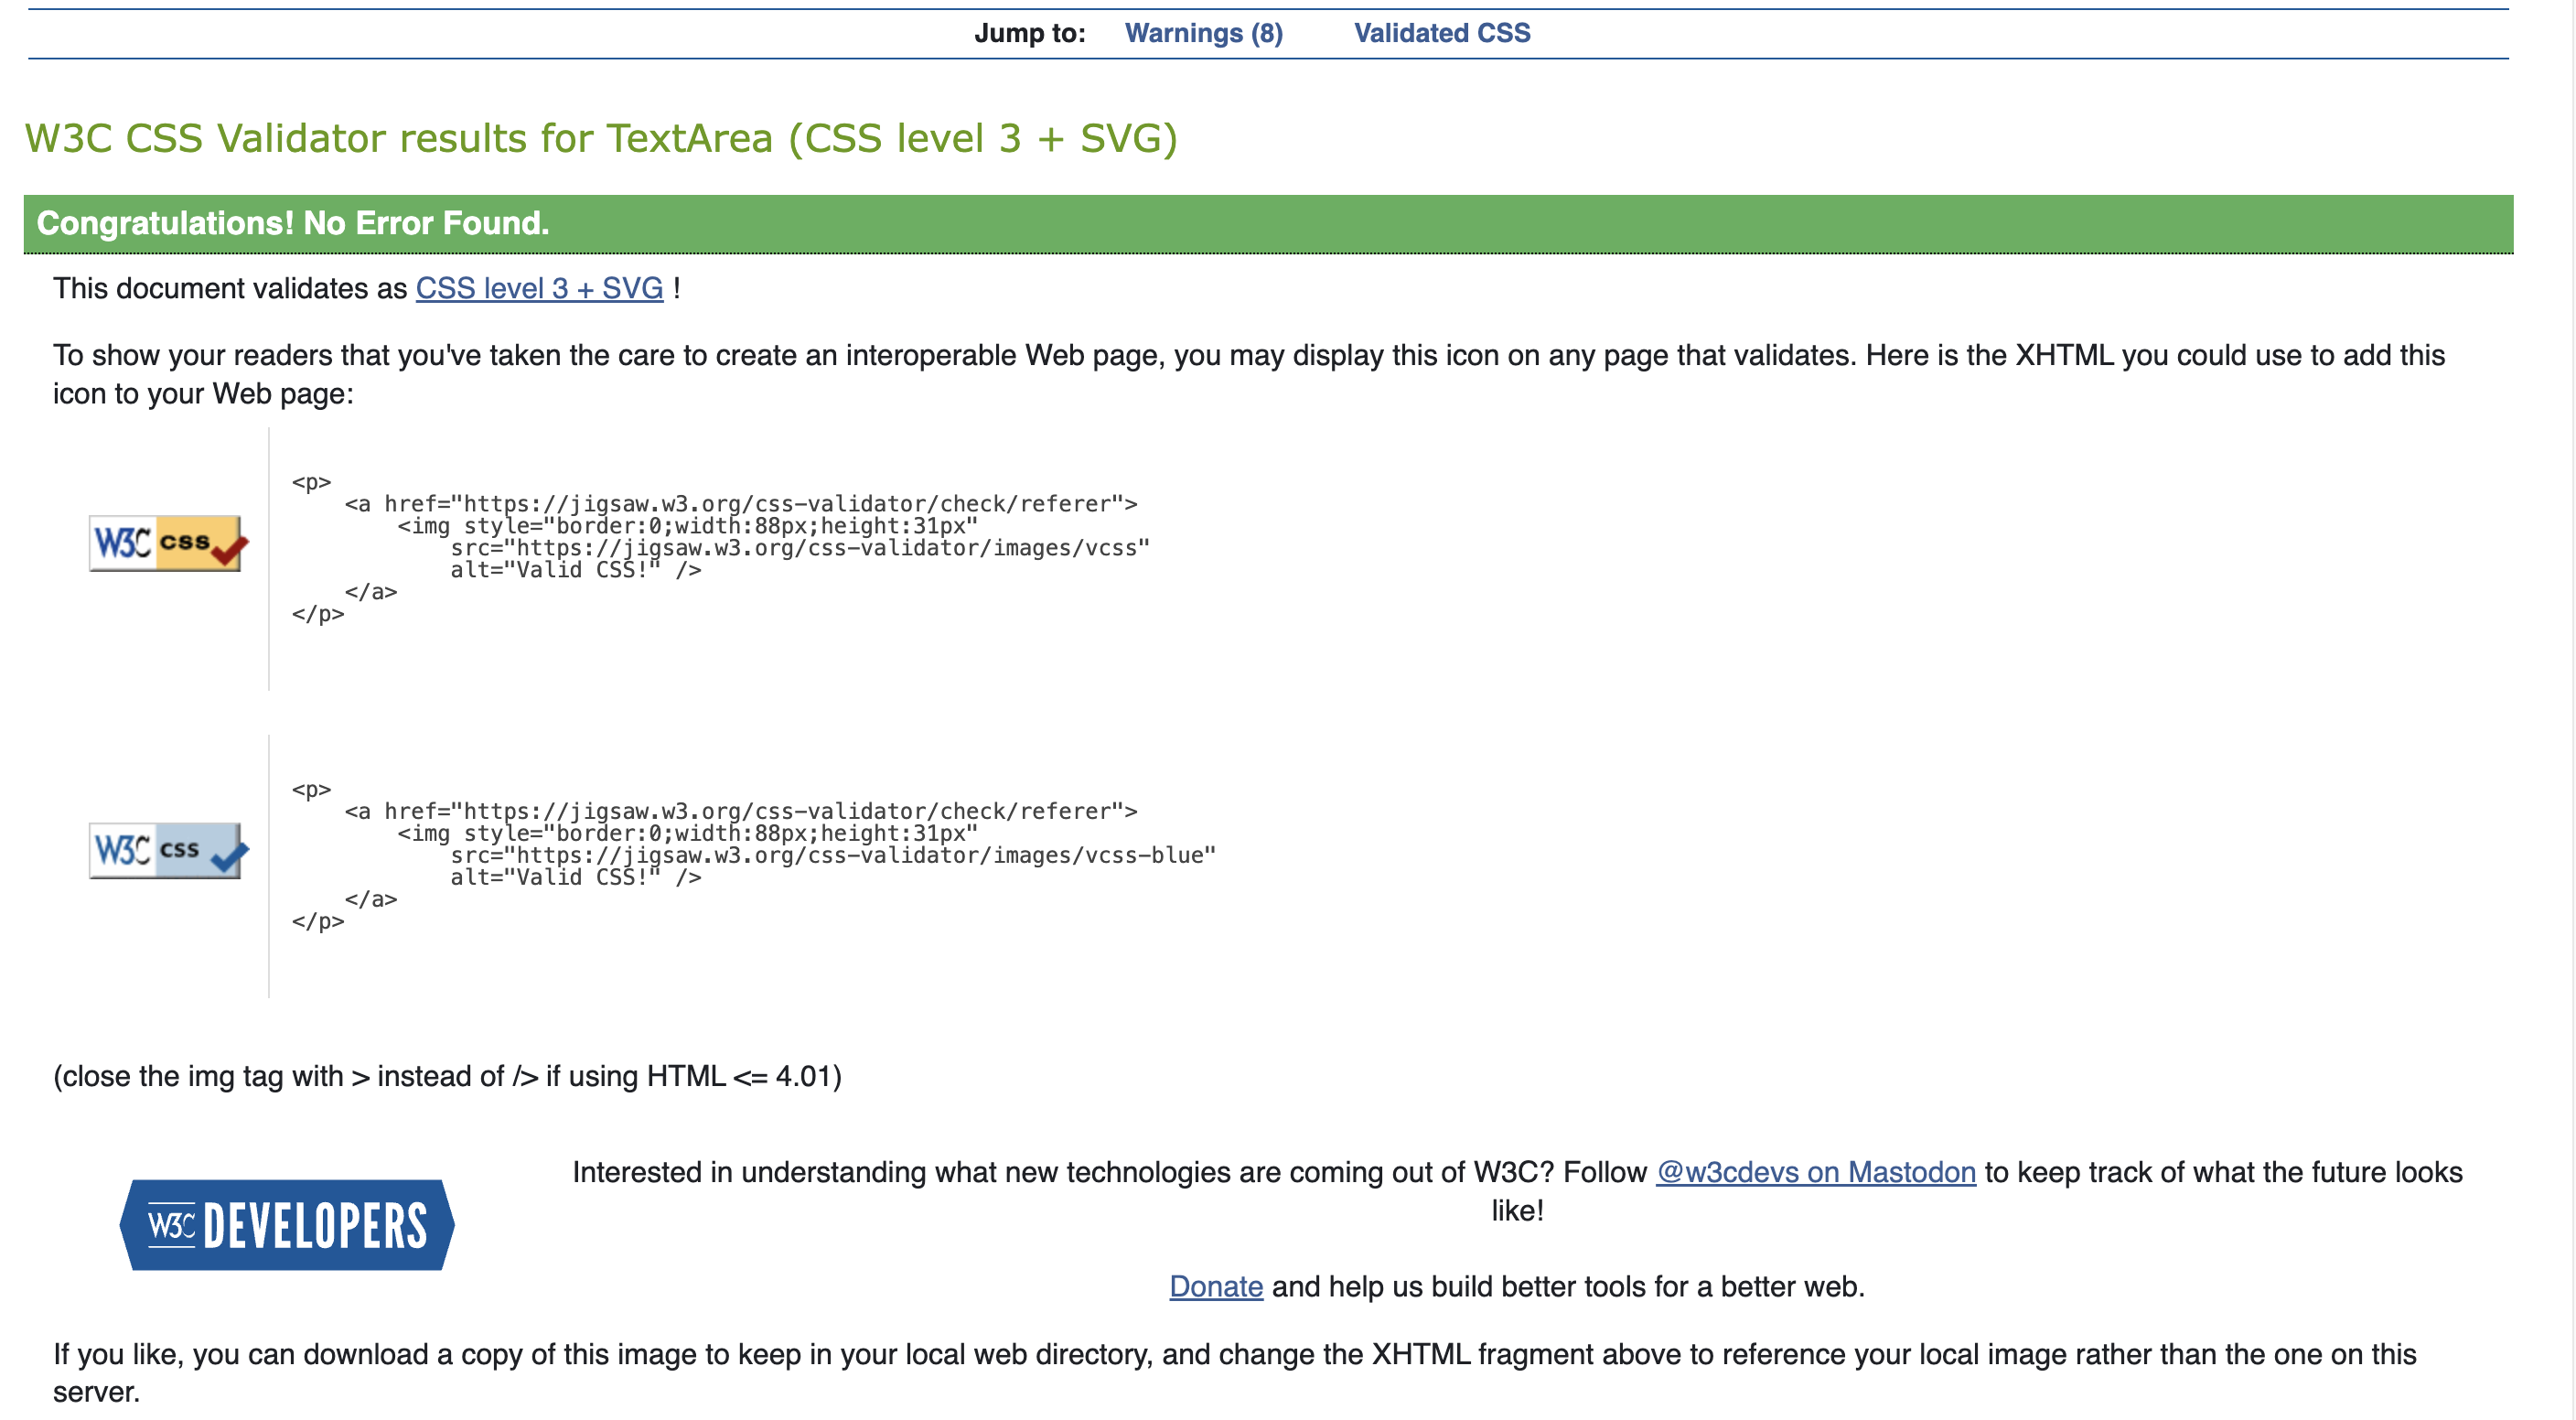 Jump to: Warnings (8) Validated CSS
W3C CSS Validator results for TextArea (CSS level 3 + SVG)
Congratulations! No Error Found.
This document validates as CSS level 3 + SVG !
To show your readers that you've taken the care to create an interoperable Web page, you may display this icon on any page that validates. Here is the XHTML you could use to add this
icon to your Web page:
W3C css
<p>
    <a href="https://jigsaw.w3.org/css-validator/check/referer">
        <img style="border:0;width:88px;height:31px"
            src="https://jigsaw.w3.org/css-validator/images/vcss"
            alt="Valid CSS!" />
    </a>
</p>
W3C css
<p>
    <a href="https://jigsaw.w3.org/css-validator/check/referer">
        <img style="border:0;width:88px;height:31px"
            src="https://jigsaw.w3.org/css-validator/images/vcss-blue"
            alt="Valid CSS!" />
    </a>
</p>
(close the img tag with > instead of /> if using HTML <= 4.01)
W3C DEVELOPERS
Interested in understanding what new technologies are coming out of W3C? Follow @w3cdevs on Mastodon to keep track of what the future looks
like!
Donate and help us build better tools for a better web.
If you like, you can download a copy of this image to keep in your local web directory, and change the XHTML fragment above to reference your local image rather than the one on this
server.